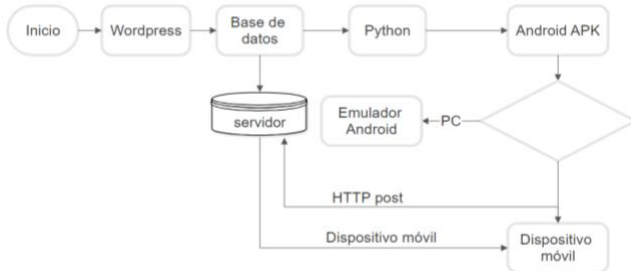 Inicio
Wordpress
Base de
datos
Python
Android APK
servidor
Emulador
Android
PC
HTTP post
Dispositivo móvil
Dispositivo
móvil